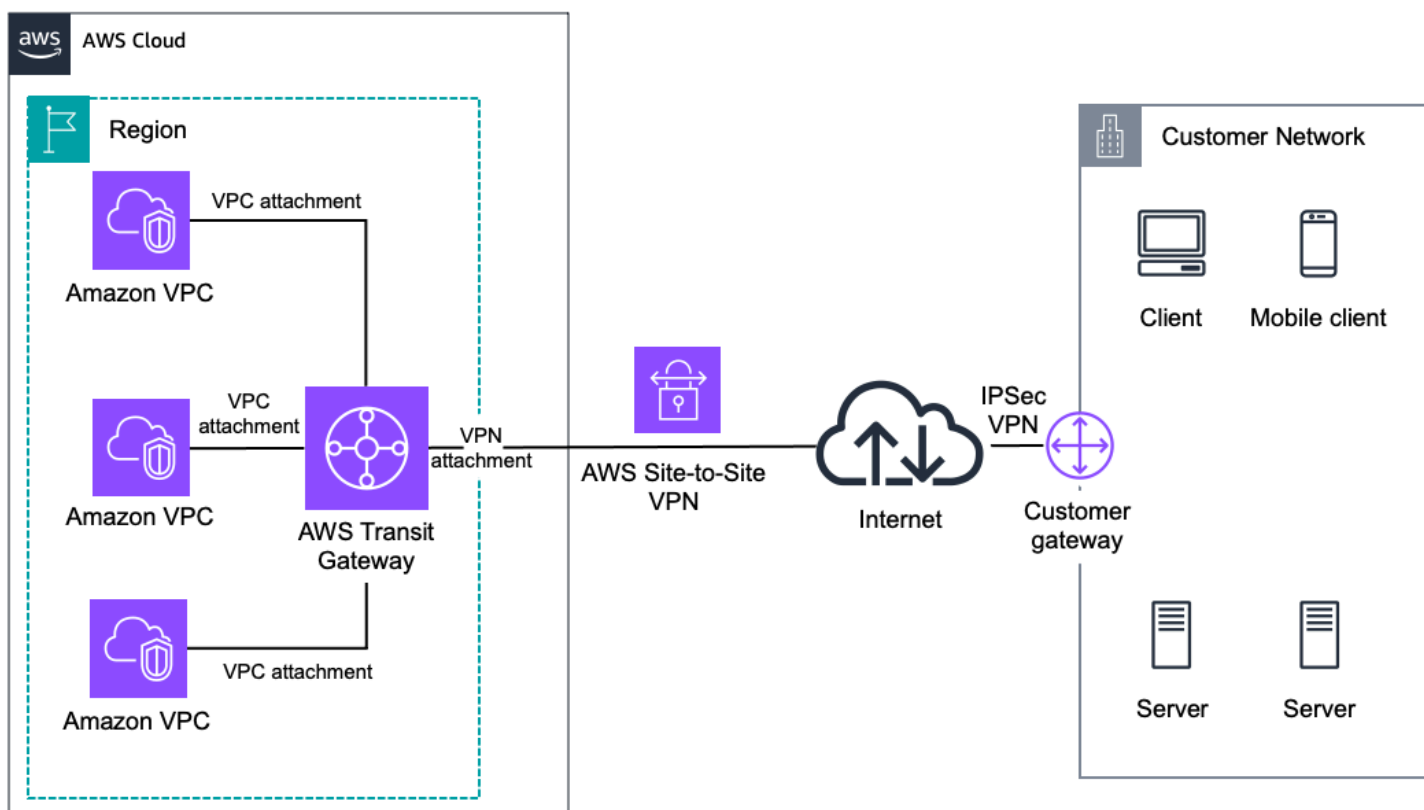 aws
AWS Cloud
Region
VPC attachment
Amazon VPC
VPC
attachment
Amazon VPC
AWS Transit
Gateway
VPC attachment
Amazon VPC
VPN
attachment
AWS Site-to-Site
VPN
Internet
IPSec
VPN
Customer
gateway
Customer Network
Client
Mobile client
Server
Server